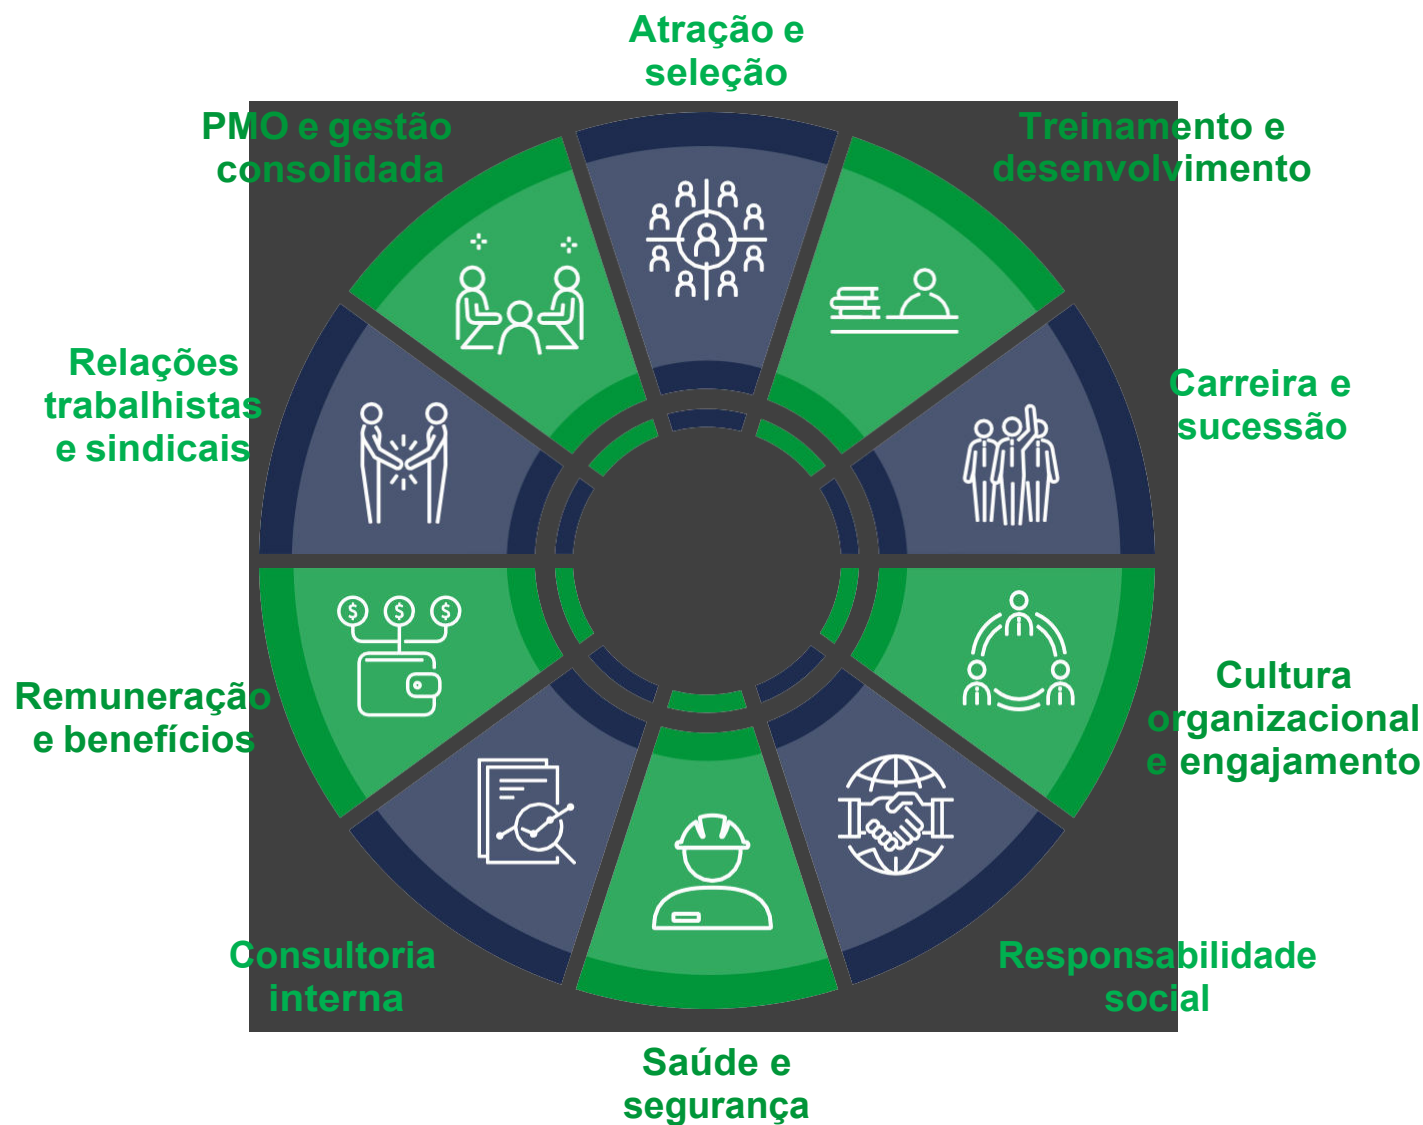 Atração e
seleção
PMO e gestão
consolidada
Treinamento e
desenvolvimento
Relações
trabalhistas
e sindicais
Carreira e
sucessão
$ $ $
Remuneração
e benefícios
Cultura
organizacional
e engajamento
Consultoria
interna
Responsabilidade
social
Saúde e
segurança